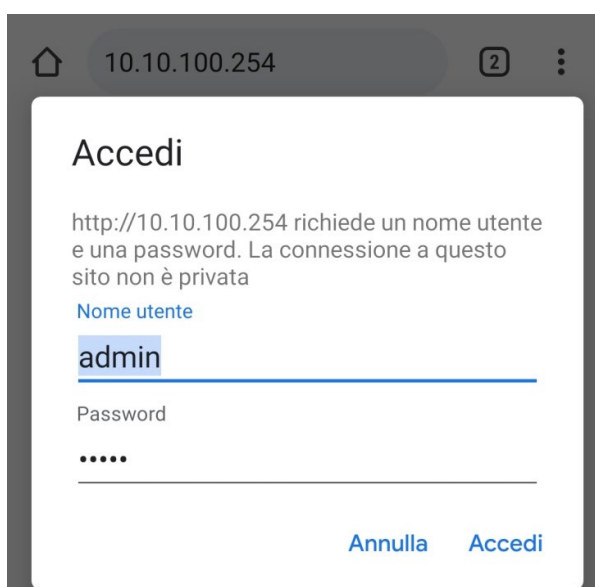 10.10.100.254
2
Accedi
http://10.10.100.254 richiede un nome utente
e una password. La connessione a questo
sito non è privata
Nome utente
admin
Password
•••••
Annulla Accedi